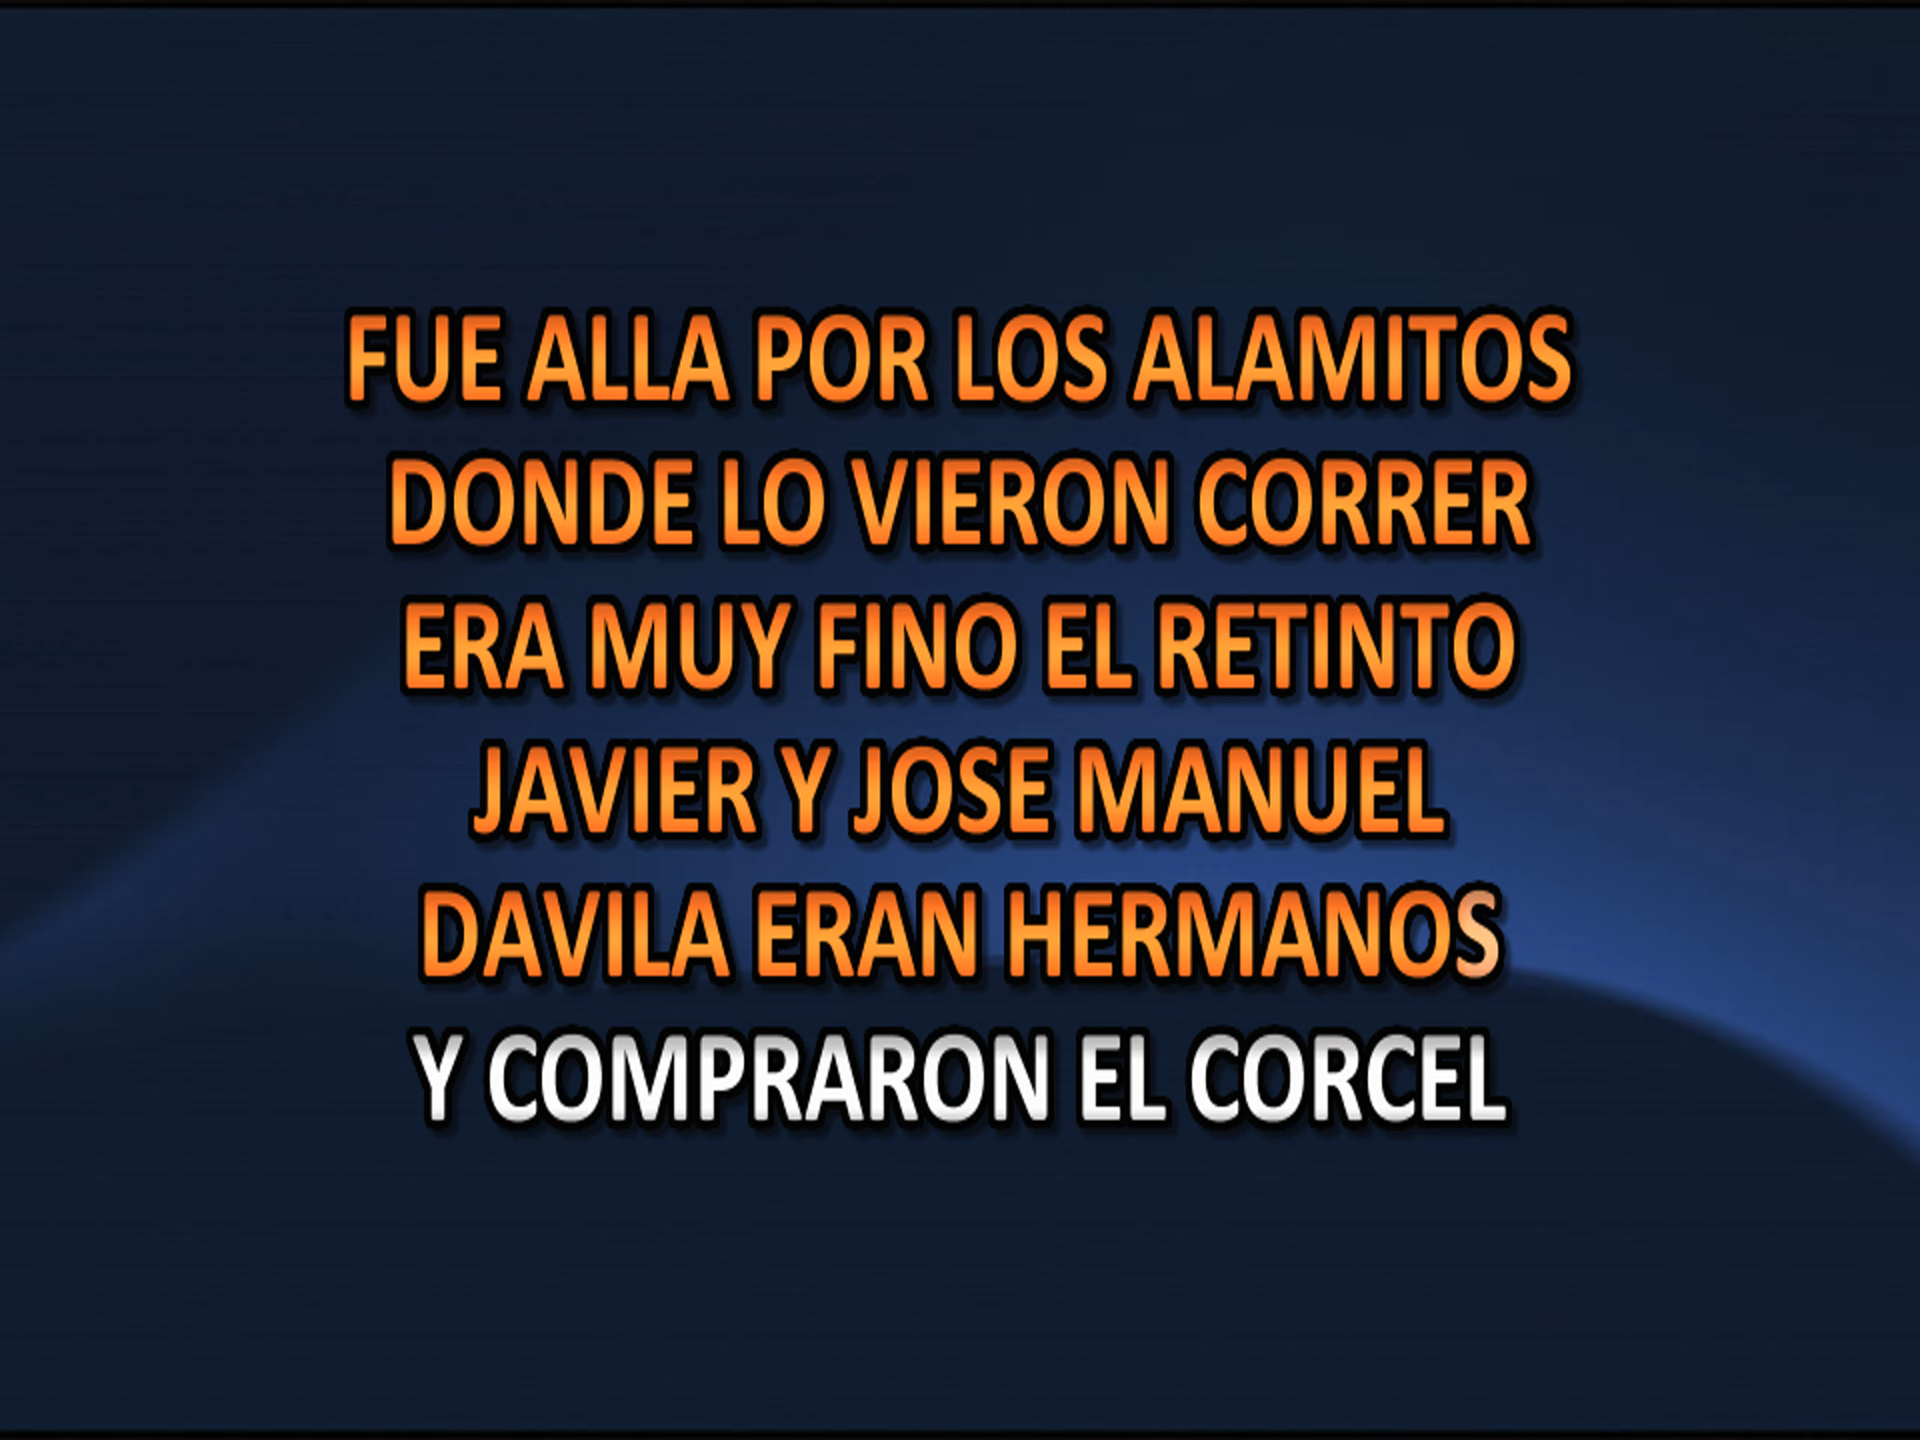 FUE ALLA POR LOS ALAMITOS
DONDE LO VIERON CORRER
ERA MUY FINO EL RETINTO
JAVIER Y JOSE MANUEL
DAVILA ERAN HERMANOS
Y COMPRARON EL CORCEL